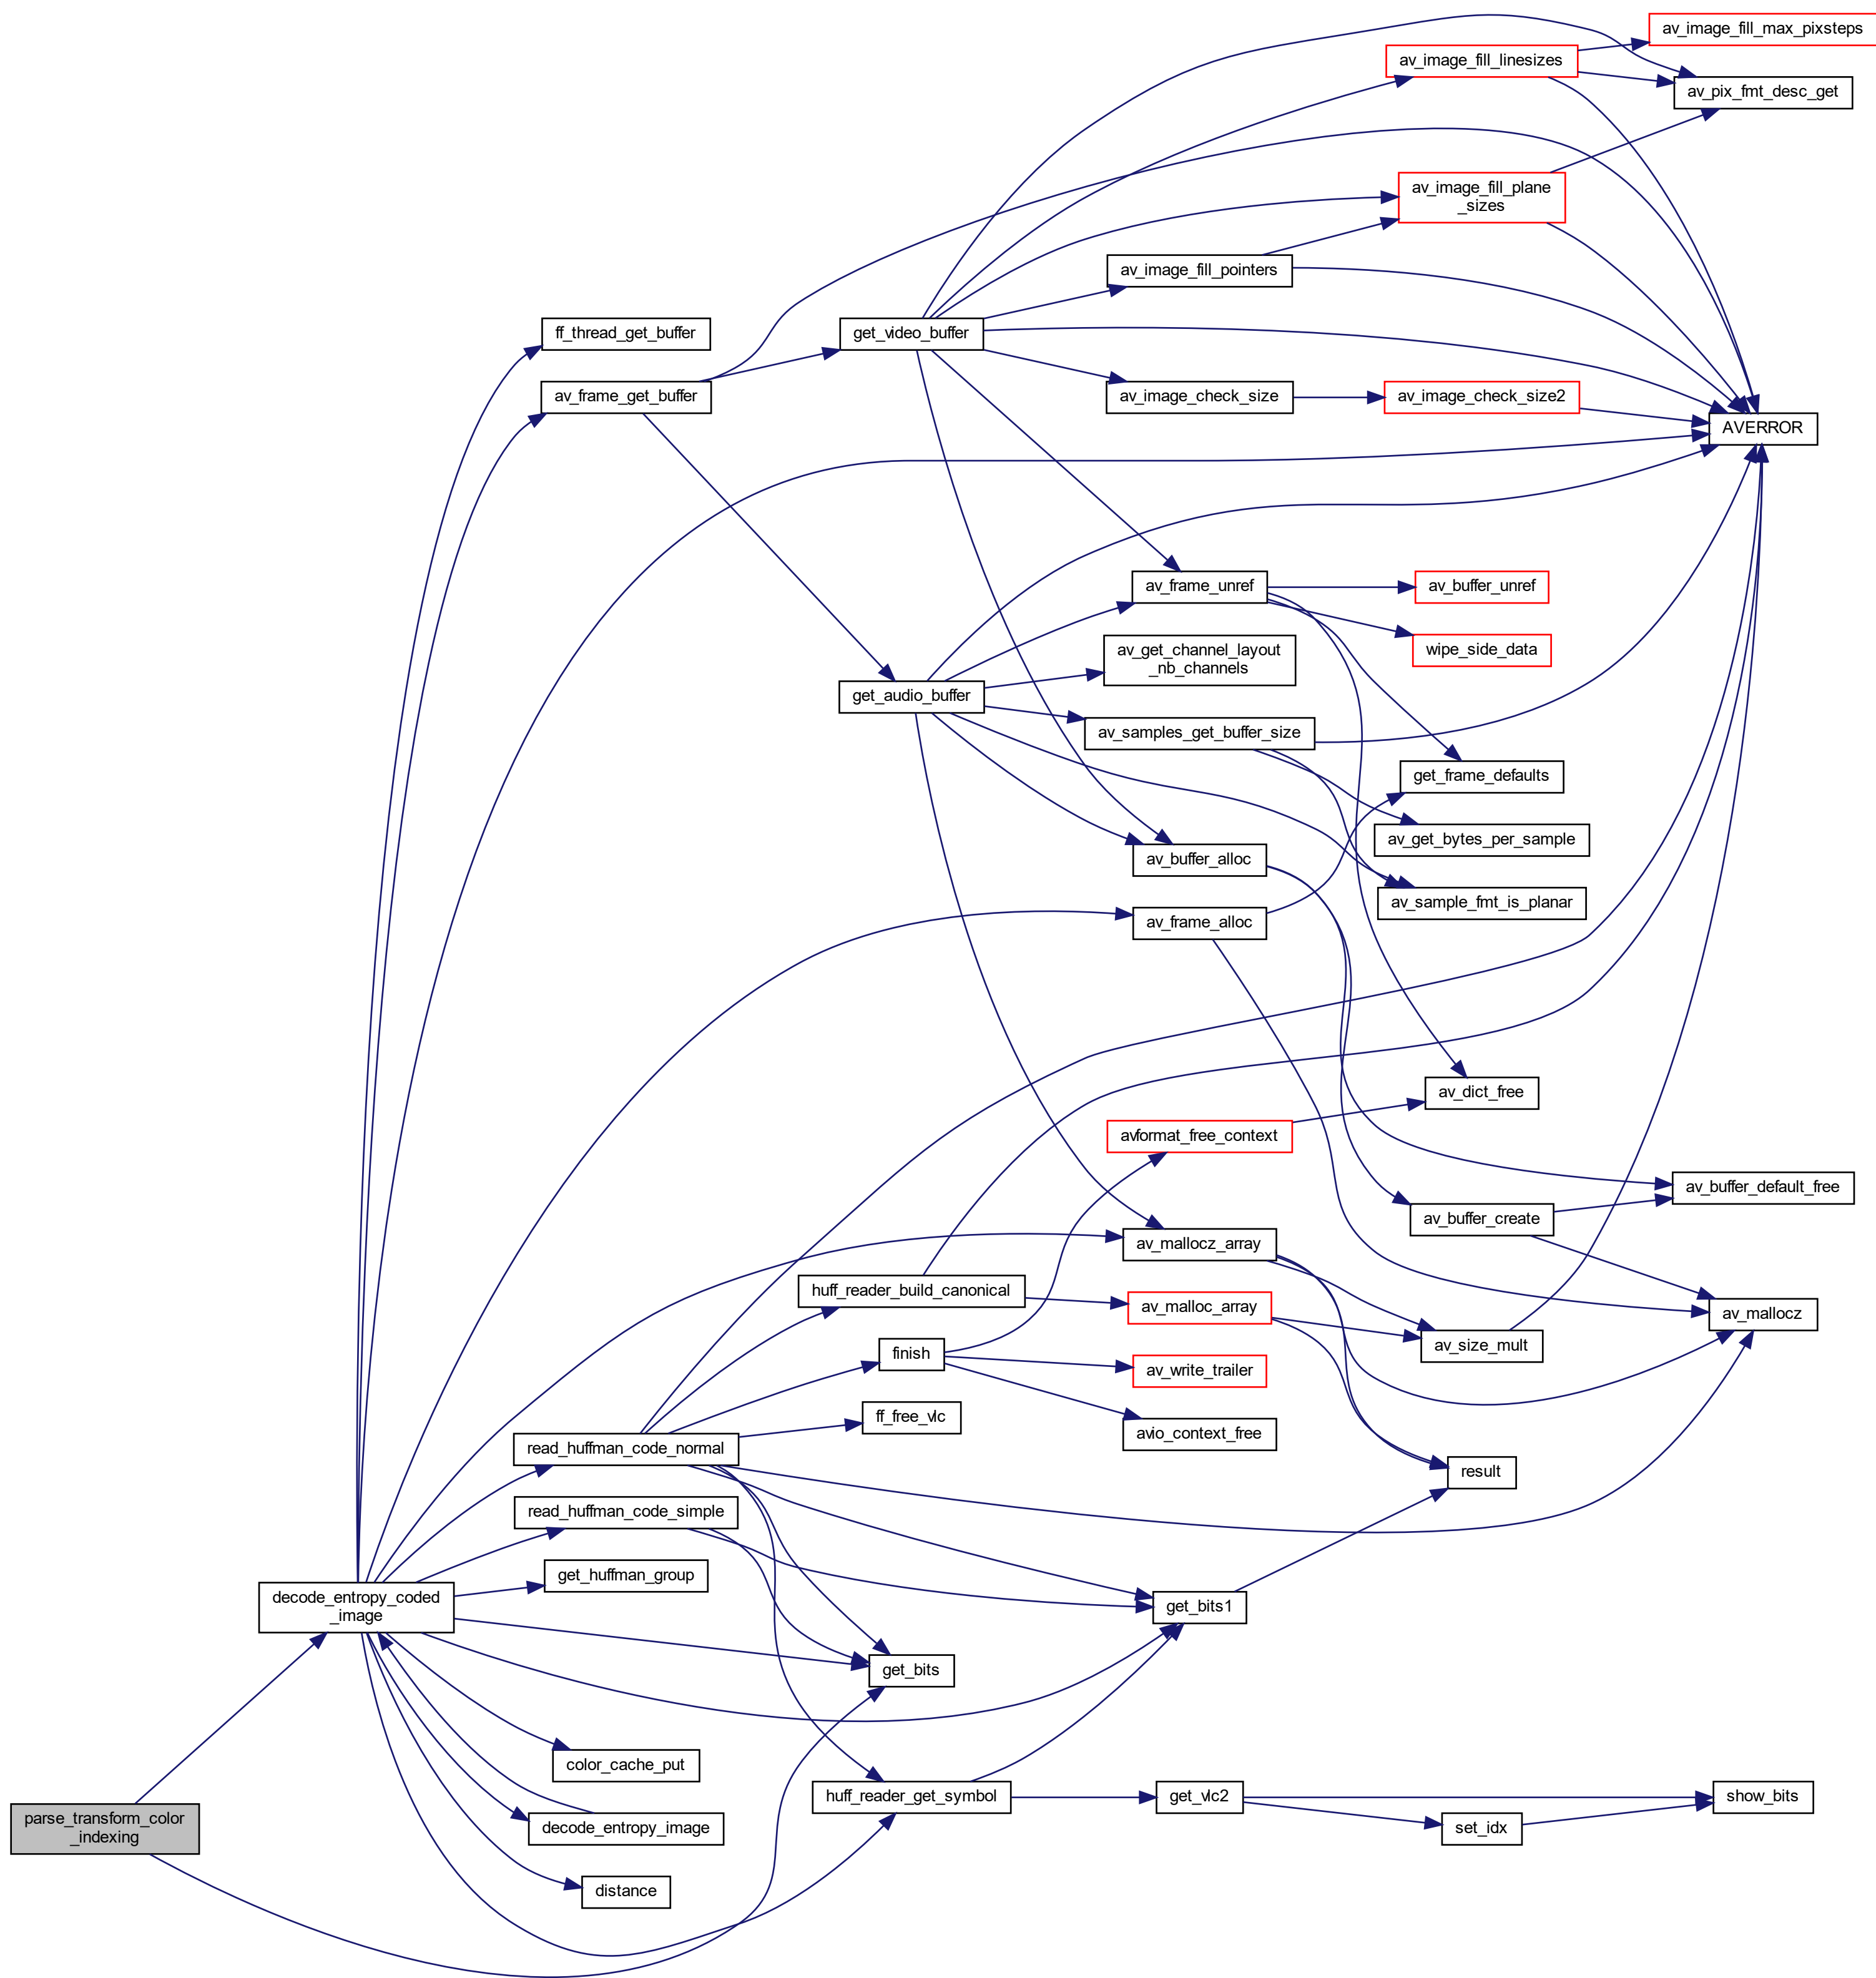 av_image_fill_max_pixsteps
av_image_fill_linesizes
av_pix_fmt_desc_get
av_image_fill_plane
_sizes
av_image_fill_pointers
ff_thread_get_buffer
get_video_buffer
av_frame_get_buffer
av_image_check_size
av_image_check_size2
AVERROR
av_frame_unref
av_buffer_unref
av_get_channel_layout
_nb_channels
wipe_side_data
get_audio_buffer
av_samples_get_buffer_size
get_frame_defaults
av_get_bytes_per_sample
av_buffer_alloc
av_sample_fmt_is_planar
av_frame_alloc
av_dict_free
avformat_free_context
av_buffer_default_free
av_buffer_create
av_mallocz_array
huff_reader_build_canonical
av_malloc_array
av_mallocz
av_size_mult
finish
av_write_trailer
ff_free_vlc
avio_context_free
read_huffman_code_normal
result
read_huffman_code_simple
get_huffman_group
decode_entropy_coded
_image
get_bits1
get_bits
color_cache_put
huff_reader_get_symbol
get_vlc2
show_bits
parse_transform_color
_indexing
decode_entropy_image
set_idx
distance